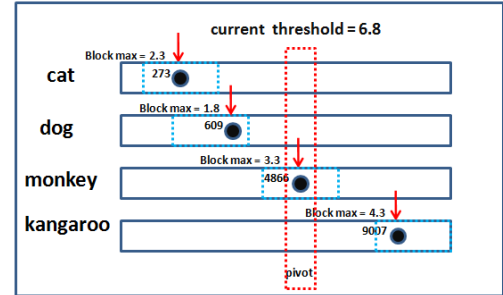 current threshold = 6.8
Block max = 2.3
cat
273
Block max = 1.8
dog
609
Block max = 3.3
monkey
4866
Block max = 4.3
kangaroo
9007
pivot